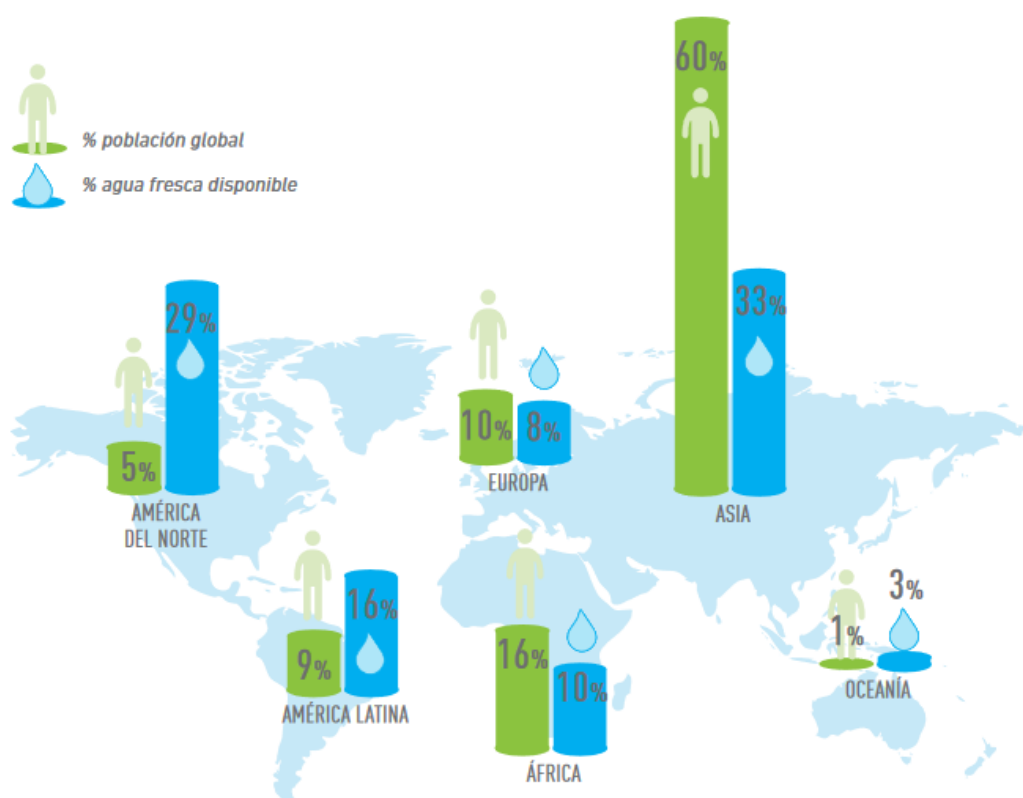 % población global
% agua fresca disponible
60%
33%
ASIA
29%
5%
AMÉRICA
DEL NORTE
10%
8%
EUROPA
16%
9%
AMÉRICA LATINA
16%
10%
ÁFRICA
3%
1%
OCEANÍA